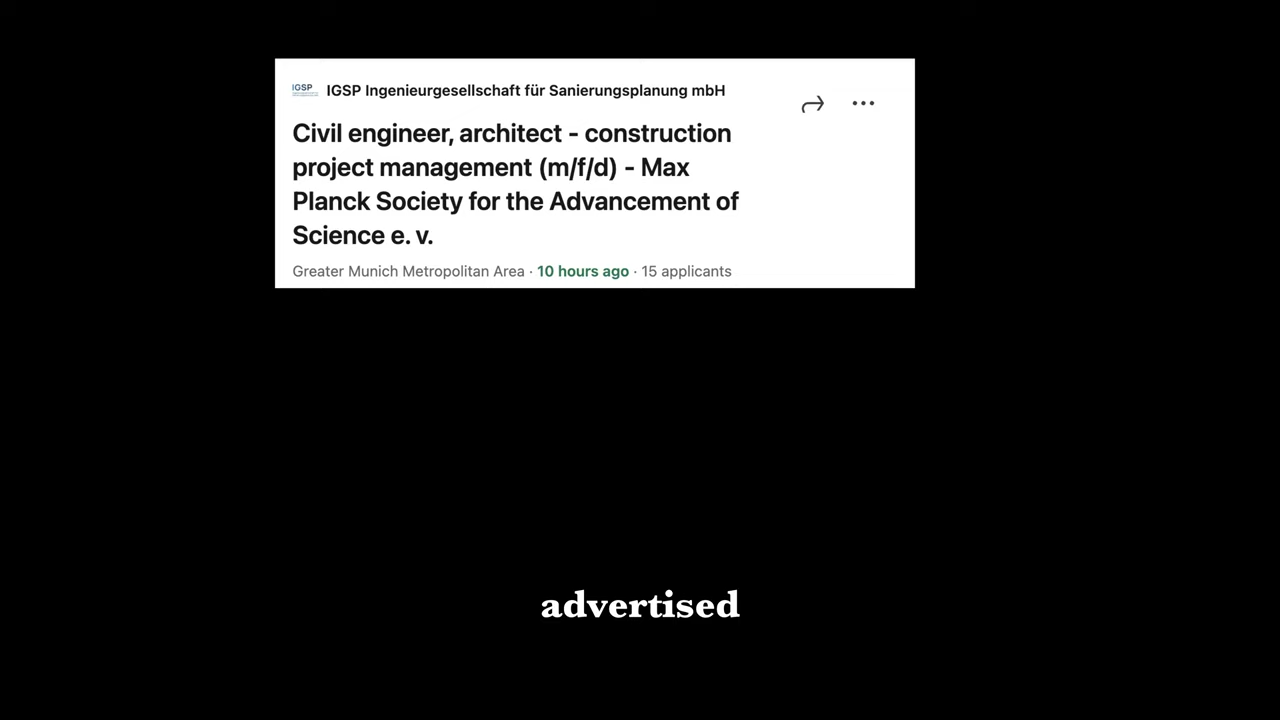 IGSP
IGSP Ingenieurgesellschaft für Sanierungsplanung mbH
Civil engineer, architect - construction
project management (m/f/d) - Max
Planck Society for the Advancement of
Science e. v.
Greater Munich Metropolitan Area · 10 hours ago · 15 applicants
advertised